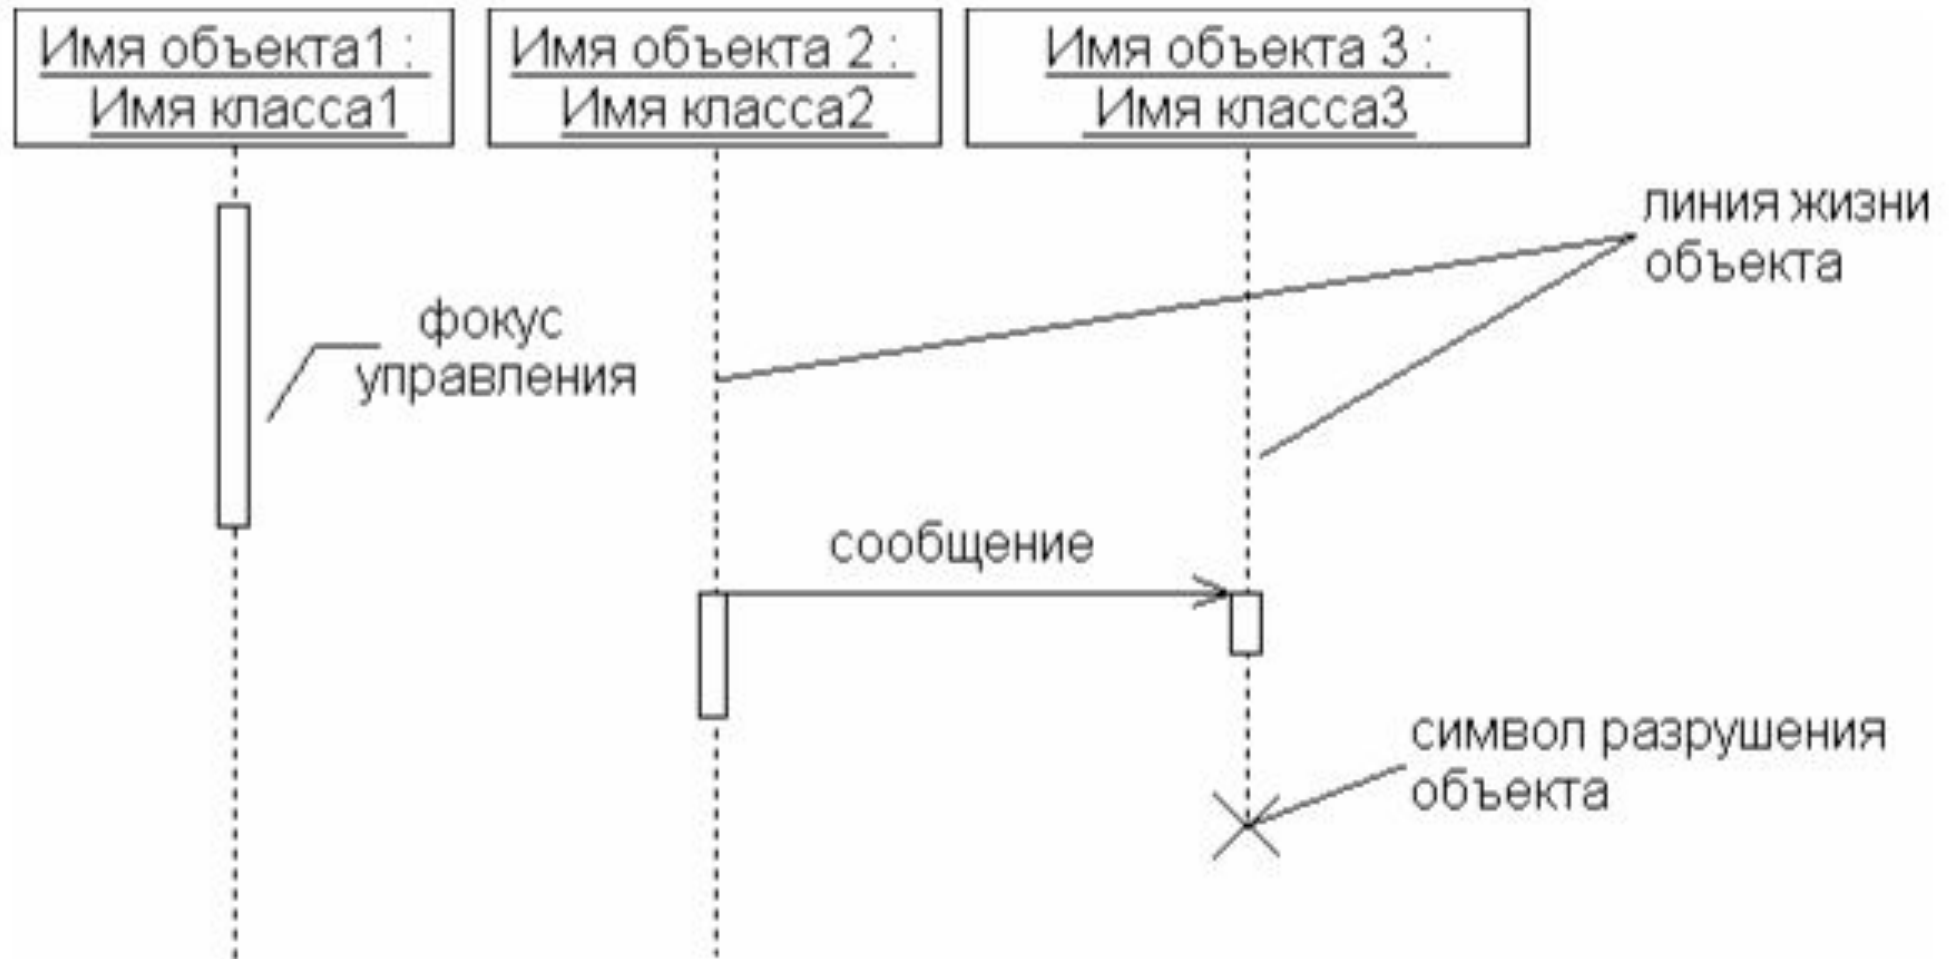 Имя объекта1 :
Имя класса1
Имя объекта 2 :
Имя класса2
Имя объекта 3 :
Имя класса3
линия жизни
объекта
фокус
управления
сообщение
символ разрушения
объекта